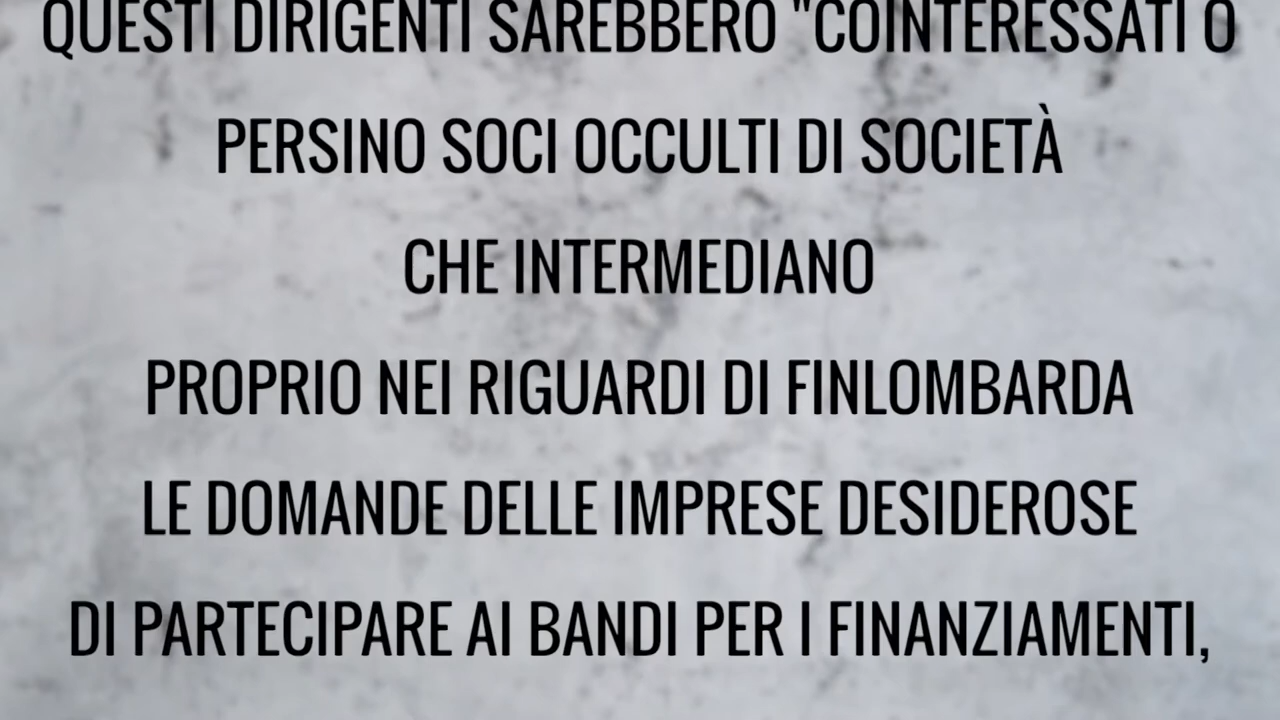 QUESTI DIRIGENTI SAREBBERO "COINTERESSATI O
PERSINO SOCI OCCULTI DI SOCIETÀ
CHE INTERMEDIANO
PROPRIO NEI RIGUARDI DI FINLOMBARDA
LE DOMANDE DELLE IMPRESE DESIDEROSE
DI PARTECIPARE AI BANDI PER I FINANZIAMENTI,